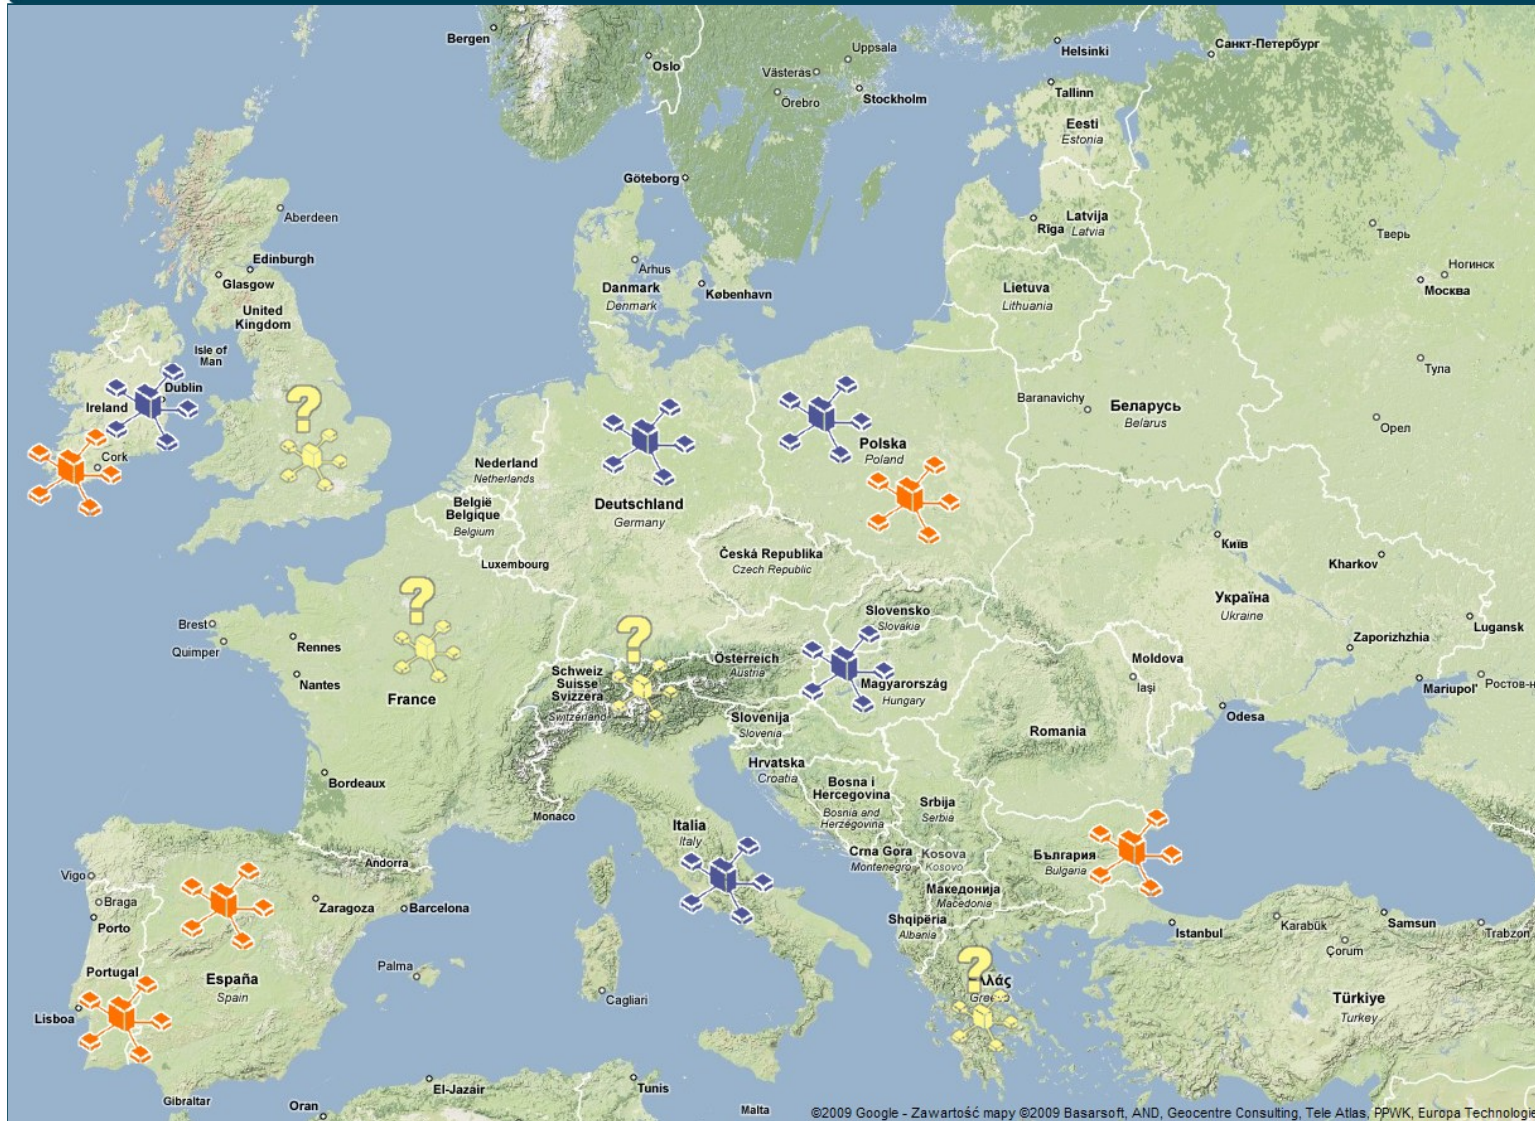 Bergen
Oslo
Uppsala
Västerås
Örebro
Stockholm
Helsinki
Санкт-Петербург
Tallinn
Eesti
Estonia
Göteborg
Aberdeen
Latvija
Rīga
Latvia
Тверь
Edinburgh
Glasgow
Århus
Danmark
Denmark
København
Lietuva
Lithuania
Ногинск
Москва
United
Kingdom
Isle of
Man
Dublin
Ireland
Cork
?
Тула
Baranavichy
Беларусь
Belarus
Орел
Polska
Poland
Nederland
Netherlands
België
Belgique
Belgium
Deutschland
Germany
Luxembourg
Česká Republika
Czech Republic
Київ
Kharkov
Україна
Ukraine
Lugansk
Zaporizhzhia
Mariupol'
Ростов-н
Odesa
Brest
Quimper
Rennes
Nantes
?
France
?
Schweiz
Suisse
Svizzera
Switzerland
Österreich
Austria
Slovensko
Slovakia
Magyarország
Hungary
Moldova
Iaşi
Slovenija
Slovenia
Romania
Hrvatska
Croatia
Bosna i
Hercegovina
Bosnia and
Herzegovina
Srbija
Serbia
Bordeaux
Monaco
Italia
Italy
Crna Gora
Montenegro
Kosova
Kosovo
България
Bulgaria
Andorra
Vigo
Braga
Porto
Zaragoza
Barcelona
Македонија
Macedonia
Shqipëria
Albania
Istanbul
Karabük
Samsun
Trabzon
Çorum
Portugal
Lisboa
España
Spain
Palma
Cagliari
?
λάς
Türkiye
Turkey
Gibraltar
Oran
El-Jazair
Tunis
Malta
©2009 Google - Zawartość mapy ©2009 Basarsoft, AND, Geocentre Consulting, Tele Atlas, PPWK, Europa Technologie